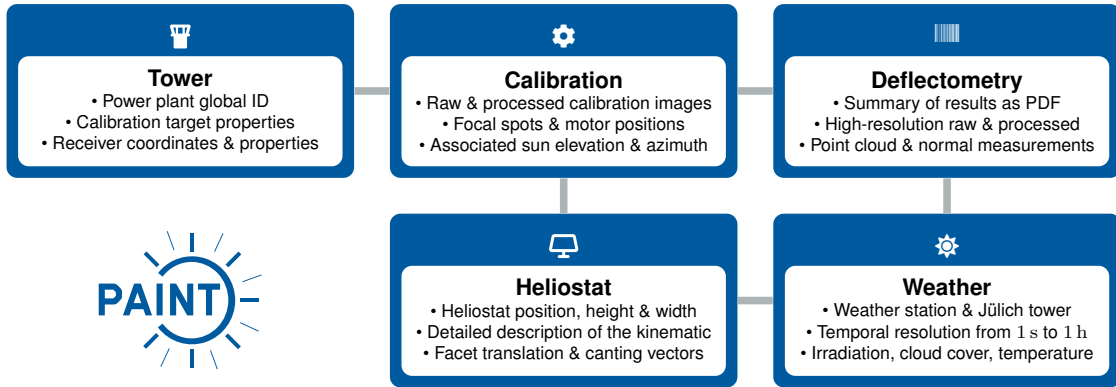 Tower
• Power plant global ID
• Calibration target properties
• Receiver coordinates & properties
Calibration
• Raw & processed calibration images
• Focal spots & motor positions
• Associated sun elevation & azimuth
Deflectometry
• Summary of results as PDF
• High-resolution raw & processed
• Point cloud & normal measurements
PAINT
Heliostat
• Heliostat position, height & width
• Detailed description of the kinematic
• Facet translation & canting vectors
Weather
• Weather station & Jülich tower
• Temporal resolution from 1 s to 1 h
• Irradiation, cloud cover, temperature